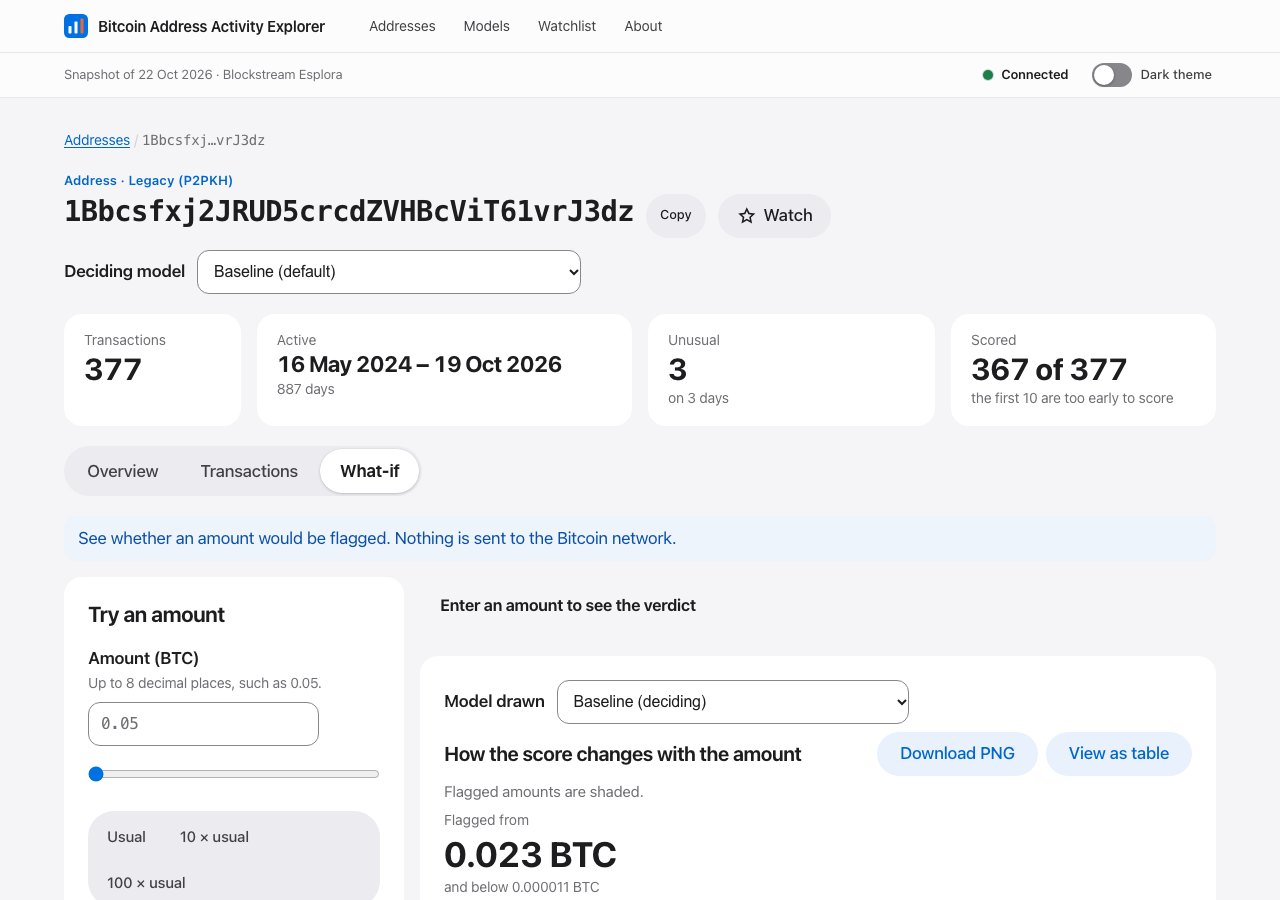 Bitcoin Address Activity Explorer Addresses Models Watchlist About
Snapshot of 22 Oct 2026 · Blockstream Esplora Connected Dark theme
Addresses / 1Bbcsfxj…vrJ3dz
Address · Legacy (P2PKH)
1Bbcsfxj2JRUD5crcdZVHBcViT61vrJ3dz Copy Watch
Deciding model Baseline (default)
Transactions
377
Active
16 May 2024 – 19 Oct 2026
887 days
Unusual
3
on 3 days
Scored
367 of 377
the first 10 are too early to score
Overview Transactions What-if
See whether an amount would be flagged. Nothing is sent to the Bitcoin network.
Try an amount
Amount (BTC)
Up to 8 decimal places, such as 0.05.
0.05
Usual 10 × usual
100 × usual
Enter an amount to see the verdict
Model drawn Baseline (deciding)
How the score changes with the amount Download PNG View as table
Flagged amounts are shaded.
Flagged from
0.023 BTC
and below 0.000011 BTC